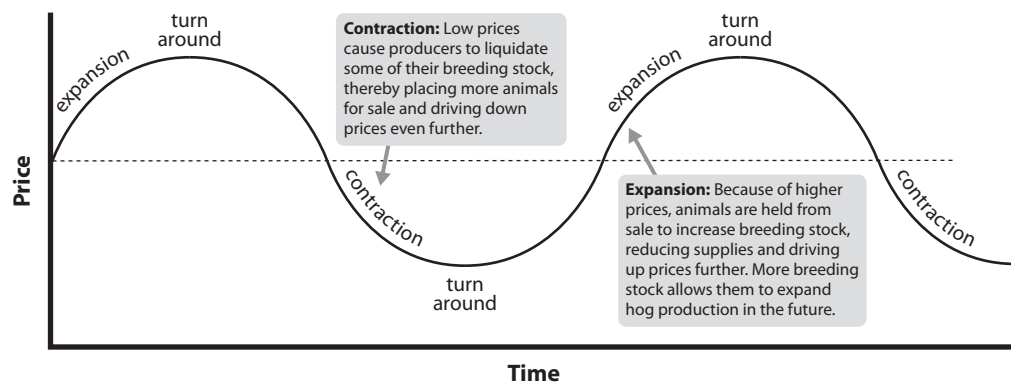 turn
around
expansion
Contraction: Low prices
cause producers to liquidate
some of their breeding stock,
thereby placing more animals
for sale and driving down
prices even further.
turn
around
expansion
Price
contraction
turn
around
Expansion: Because of higher
prices, animals are held from
sale to increase breeding stock,
reducing supplies and driving
up prices further. More breeding
stock allows them to expand
hog production in the future.
contraction
Time